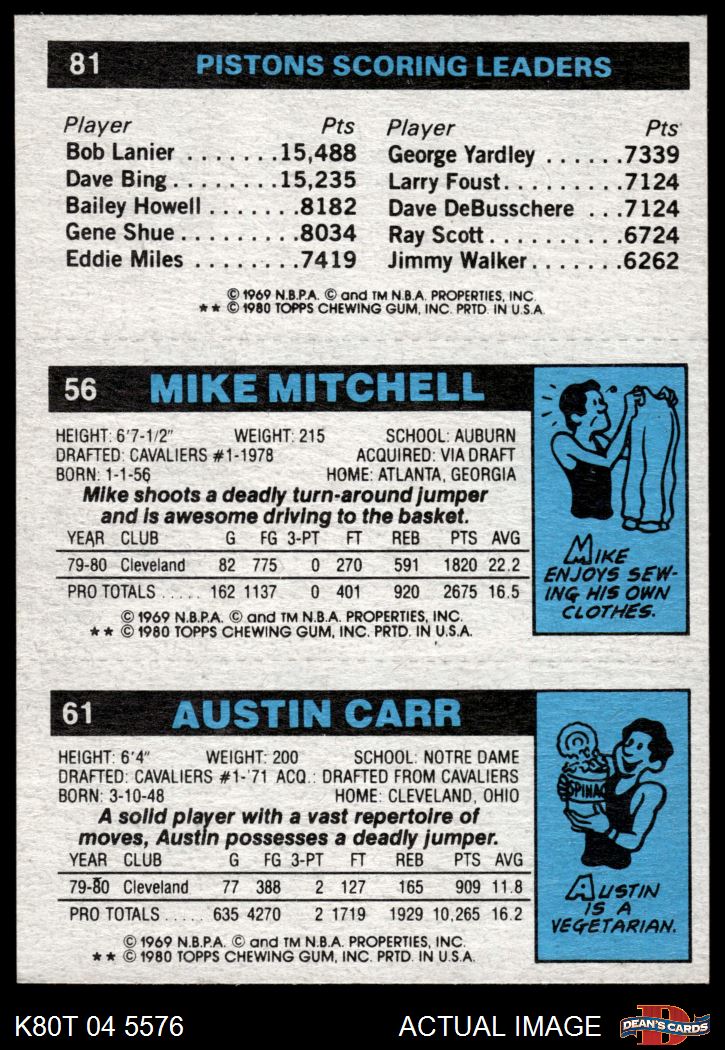 81 PISTONS SCORING LEADERS
Player Pts Player Pts
Bob Lanier . . . . . . . 15,488 George Yardley . . . . . . 7339
Dave Bing . . . . . . . . 15,235 Larry Foust . . . . . . . . . 7124
Bailey Howell . . . . . . . 8182 Dave DeBusschere . . . 7124
Gene Shue . . . . . . . . . 8034 Ray Scott . . . . . . . . . . 6724
Eddie Miles . . . . . . . . 7419 Jimmy Walker . . . . . . . 6262
© 1969 N.B.P.A. © and TM N.B.A. PROPERTIES, INC.
★ ★ © 1980 TOPPS CHEWING GUM, INC. PRTD. IN U.S.A.
56 MIKE MITCHELL
HEIGHT: 6'7-1/2" WEIGHT: 215 SCHOOL: AUBURN
DRAFTED: CAVALIERS #1-1978 ACQUIRED: VIA DRAFT
BORN: 1-1-56 HOME: ATLANTA, GEORGIA
Mike shoots a deadly turn-around jumper
and is awesome driving to the basket.
YEAR CLUB G FG 3-PT FT REB PTS AVG
79-80 Cleveland 82 775 0 270 591 1820 22.2
PRO TOTALS . . . . . 162 1137 0 401 920 2675 16.5
© 1969 N.B.P.A. © and TM N.B.A. PROPERTIES, INC.
★ ★ © 1980 TOPPS CHEWING GUM, INC. PRTD. IN U.S.A.
MIKE
ENJOYS SEW-
ING HIS OWN
CLOTHES.
61 AUSTIN CARR
HEIGHT: 6'4" WEIGHT: 200 SCHOOL: NOTRE DAME
DRAFTED: CAVALIERS #1-'71 ACQ.: DRAFTED FROM CAVALIERS
BORN: 3-10-48 HOME: CLEVELAND, OHIO
A solid player with a vast repertoire of
moves, Austin possesses a deadly jumper.
YEAR CLUB G FG 3-PT FT REB PTS AVG
79-80 Cleveland 77 388 2 127 165 909 11.8
PRO TOTALS . . . . . 635 4270 2 1719 1929 10,265 16.2
© 1969 N.B.P.A. © and TM N.B.A. PROPERTIES, INC.
★ ★ © 1980 TOPPS CHEWING GUM, INC. PRTD. IN U.S.A.
SPINAC
AUSTIN
IS A
VEGETARIAN.
K80T 04 5576 ACTUAL IMAGE
D
DEAN'S CARDS